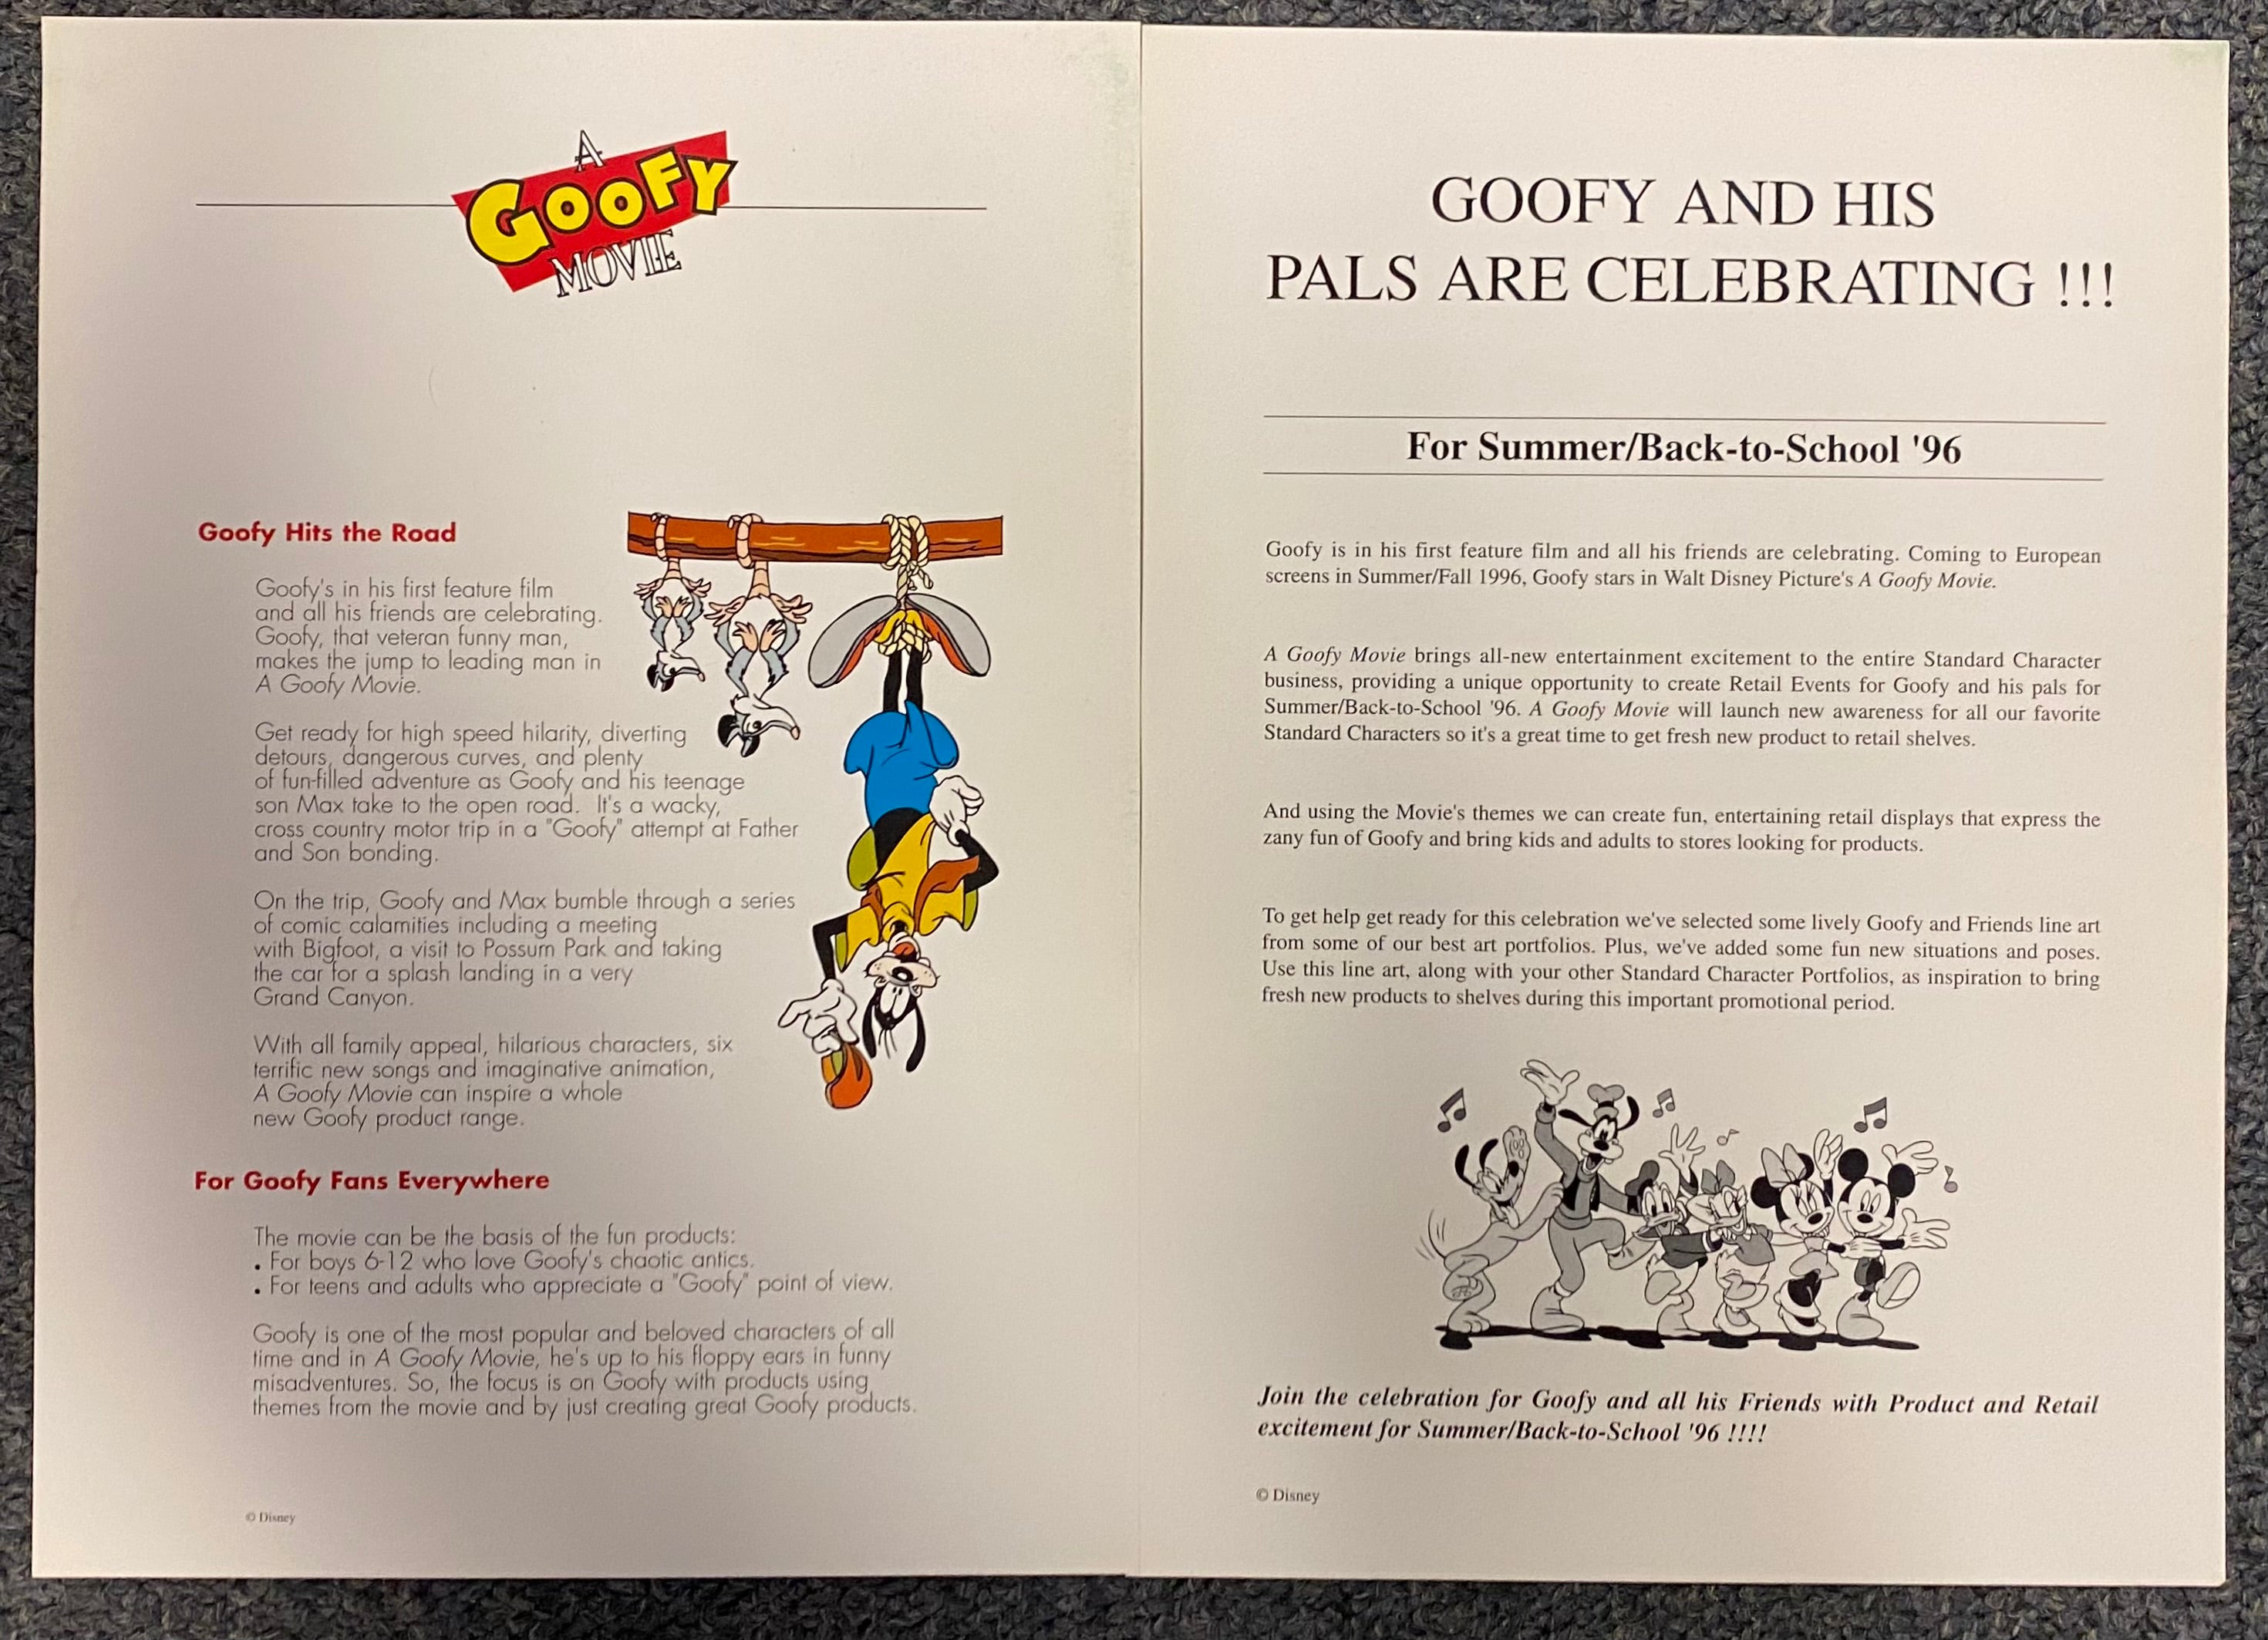 A
GOOFY
MOVIE
Goofy Hits the Road
Goofy's in his first feature film
and all his friends are celebrating.
Goofy, that veteran funny man,
makes the jump to leading man in
A Goofy Movie.
Get ready for high speed hilarity, diverting
detours, dangerous curves, and plenty
of fun-filled adventure as Goofy and his teenage
son Max take to the open road. It's a wacky,
cross country motor trip in a "Goofy" attempt at Father
and Son bonding.
On the trip, Goofy and Max bumble through a series
of comic calamities including a meeting
with Bigfoot, a visit to Possum Park and taking
the car for a splash landing in a very
Grand Canyon.
With all family appeal, hilarious characters, six
terrific new songs and imaginative animation,
A Goofy Movie can inspire a whole
new Goofy product range.
For Goofy Fans Everywhere
The movie can be the basis of the fun products:
• For boys 6-12 who love Goofy's chaotic antics.
• For teens and adults who appreciate a "Goofy" point of view.
Goofy is one of the most popular and beloved characters of all
time and in A Goofy Movie, he's up to his floppy ears in funny
misadventures. So, the focus is on Goofy with products using
themes from the movie and by just creating great Goofy products.
© Disney
GOOFY AND HIS
PALS ARE CELEBRATING !!!
For Summer/Back-to-School '96
Goofy is in his first feature film and all his friends are celebrating. Coming to European
screens in Summer/Fall 1996, Goofy stars in Walt Disney Picture's A Goofy Movie.
A Goofy Movie brings all-new entertainment excitement to the entire Standard Character
business, providing a unique opportunity to create Retail Events for Goofy and his pals for
Summer/Back-to-School '96. A Goofy Movie will launch new awareness for all our favorite
Standard Characters so it's a great time to get fresh new product to retail shelves.
And using the Movie's themes we can create fun, entertaining retail displays that express the
zany fun of Goofy and bring kids and adults to stores looking for products.
To get help get ready for this celebration we've selected some lively Goofy and Friends line art
from some of our best art portfolios. Plus, we've added some fun new situations and poses.
Use this line art, along with your other Standard Character Portfolios, as inspiration to bring
fresh new products to shelves during this important promotional period.
Join the celebration for Goofy and all his Friends with Product and Retail
excitement for Summer/Back-to-School '96 !!!!
© Disney